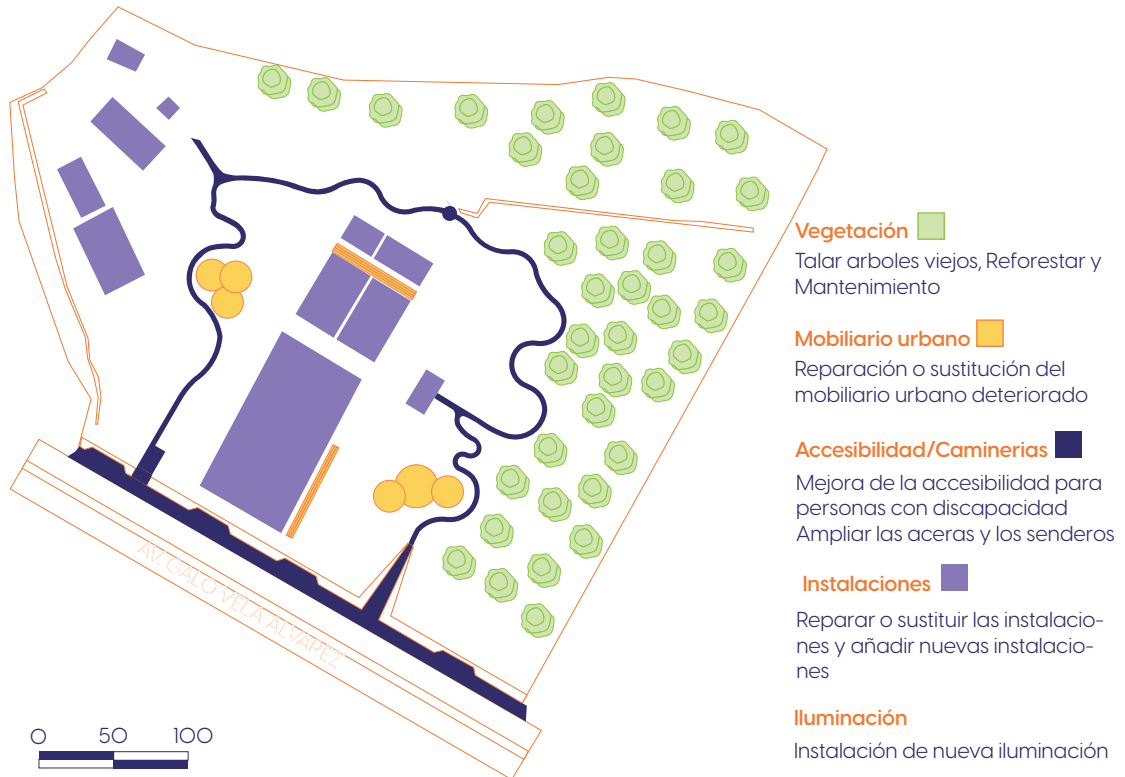 Vegetación
Talar arboles viejos, Reforestar y
Mantenimiento
Mobiliario urbano
Reparación o sustitución del
mobiliario urbano deteriorado
Accesibilidad/Caminerias
Mejora de la accesibilidad para
personas con discapacidad
Ampliar las aceras y los senderos
Instalaciones
Reparar o sustituir las instalacio-
nes y añadir nuevas instalacio-
nes
Iluminación
Instalación de nueva iluminación
AV. GALO VELA ALVAREZ
0 50 100